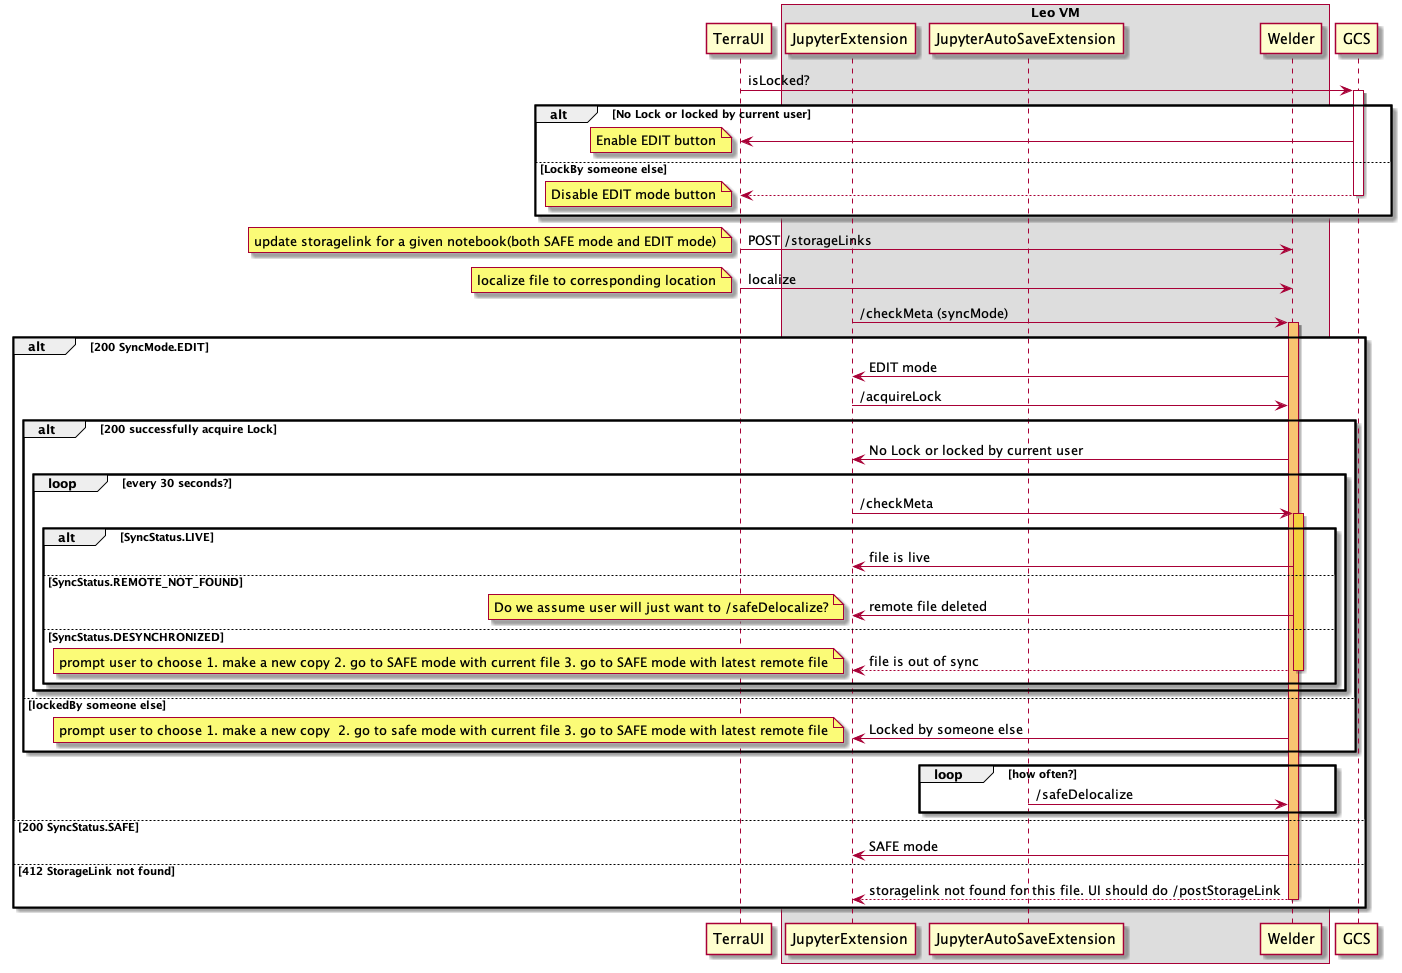 Leo VM
TerraUI
JupyterExtension
JupyterAutoSaveExtension
Welder
GCS
isLocked?
alt
[No Lock or locked by current user]
Enable EDIT button
[LockBy someone else]
Disable EDIT mode button
update storagelink for a given notebook(both SAFE mode and EDIT mode)
POST /storageLinks
localize file to corresponding location
localize
/checkMeta (syncMode)
alt
[200 SyncMode.EDIT]
EDIT mode
/acquireLock
alt
[200 successfully acquire Lock]
No Lock or locked by current user
loop
[every 30 seconds?]
/checkMeta
alt
[SyncStatus.LIVE]
file is live
[SyncStatus.REMOTE_NOT_FOUND]
Do we assume user will just want to /safeDelocalize?
remote file deleted
[SyncStatus.DESYNCHRONIZED]
prompt user to choose 1. make a new copy 2. go to SAFE mode with current file 3. go to SAFE mode with latest remote file
file is out of sync
[lockedBy someone else]
prompt user to choose 1. make a new copy  2. go to safe mode with current file 3. go to SAFE mode with latest remote file
Locked by someone else
loop
[how often?]
/safeDelocalize
[200 SyncStatus.SAFE]
SAFE mode
[412 StorageLink not found]
storagelink not found for this file. UI should do /postStorageLink
TerraUI
JupyterExtension
JupyterAutoSaveExtension
Welder
GCS